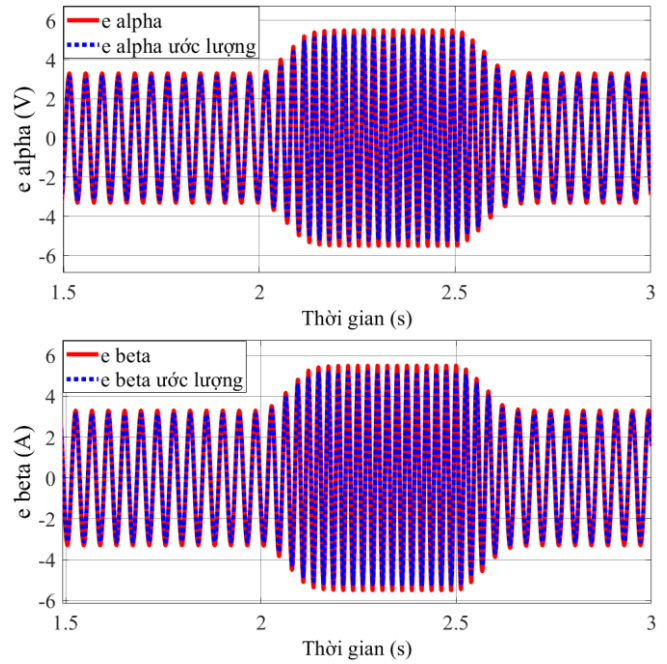 e alpha
e alpha ước lượng
e alpha (V)
6
4
2
0
-2
-4
-6
1.5 2 2.5 3
Thời gian (s)
e beta
e beta ước lượng
e beta (A)
6
4
2
0
-2
-4
-6
1.5 2 2.5 3
Thời gian (s)